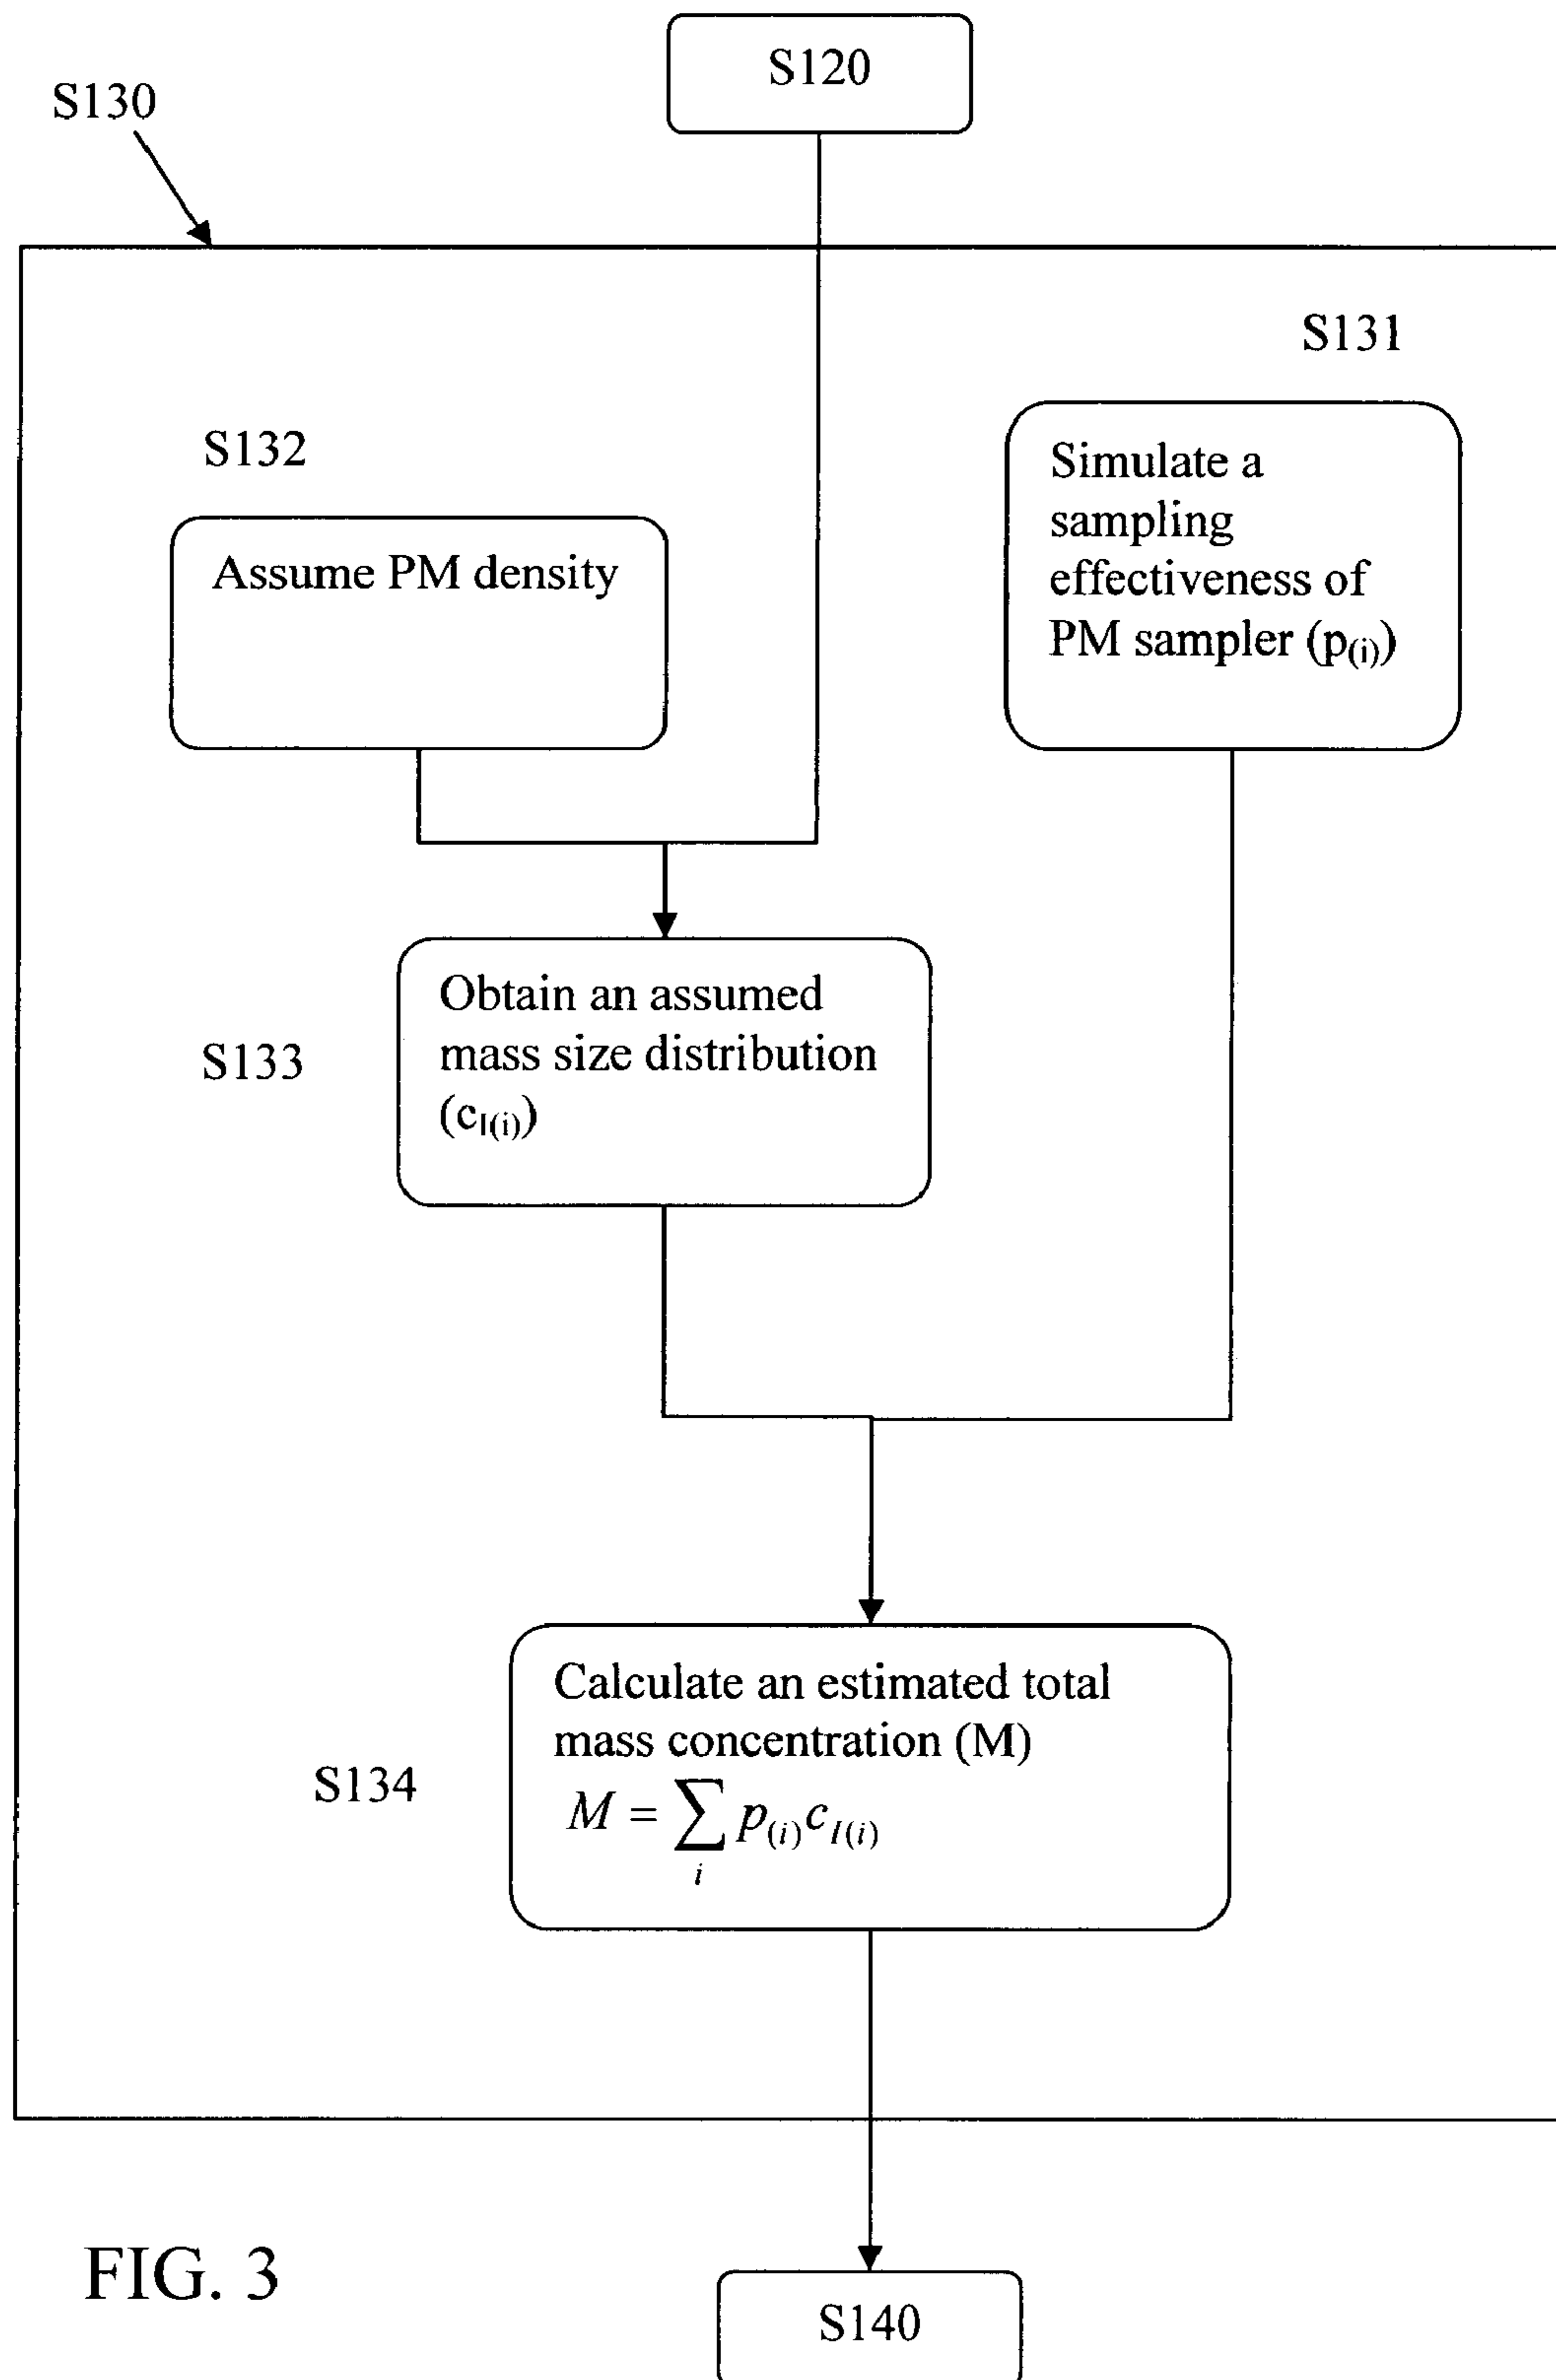 S120
S130
S131
S132
Simulate a
sampling
effectiveness of
PM sampler (p(i))
Assume PM density
S133
Obtain an assumed
mass size distribution
(cI(i))
S134
Calculate an estimated total
mass concentration (M)
M = ∑ p(i) cI(i)
i
FIG. 3
S140